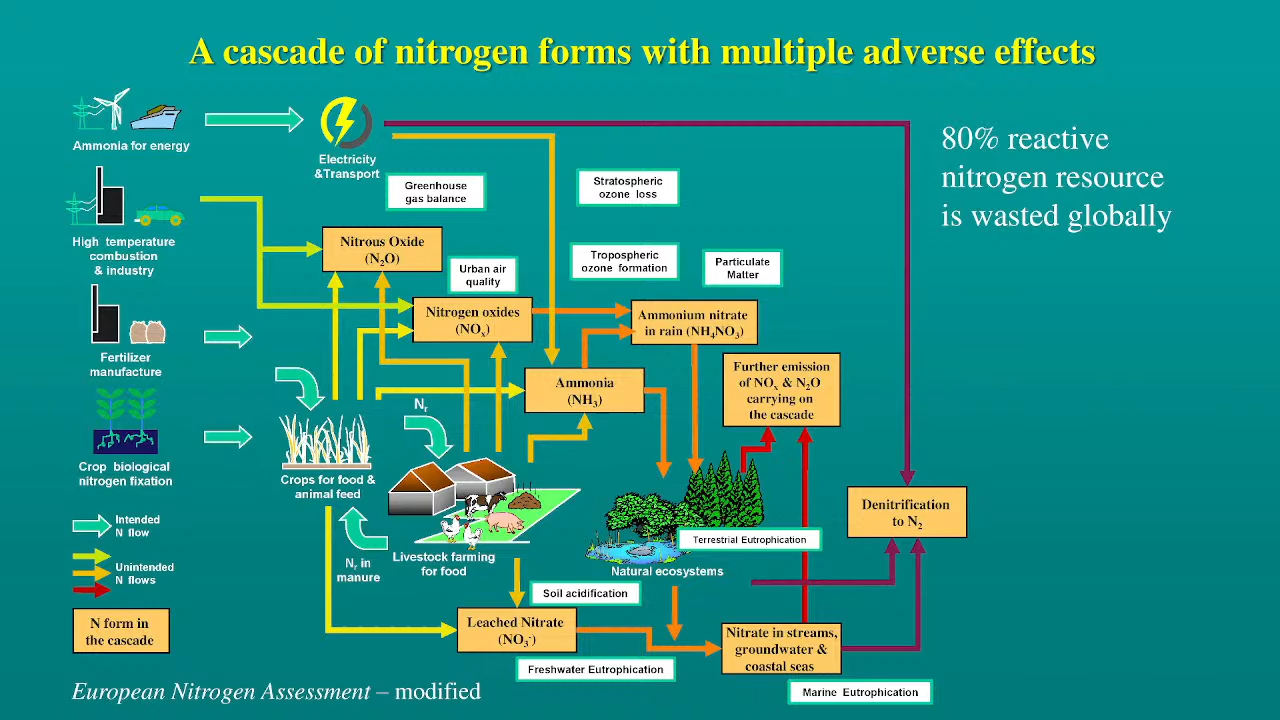 A cascade of nitrogen forms with multiple adverse effects
Ammonia for energy
Electricity
&Transport
80% reactive
nitrogen resource
is wasted globally
Greenhouse
gas balance
Stratospheric
ozone loss
High temperature
combustion
& industry
Nitrous Oxide
(N₂O)
Urban air
quality
Tropospheric
ozone formation
Particulate
Matter
Nitrogen oxides
(NOₓ)
Ammonium nitrate
in rain (NH₄NO₃)
Fertilizer
manufacture
Ammonia
(NH₃)
Further emission
of NOₓ & N₂O
carrying on
the cascade
Nᵣ
Crop biological
nitrogen fixation
Crops for food &
animal feed
Denitrification
to N₂
Intended
N flow
Unintended
N flows
Nᵣ in
manure
Livestock farming
for food
Terrestrial Eutrophication
Natural ecosystems
Soil acidification
N form in
the cascade
Leached Nitrate
(NO₃⁻)
Nitrate in streams,
groundwater &
coastal seas
Freshwater Eutrophication
Marine Eutrophication
European Nitrogen Assessment – modified